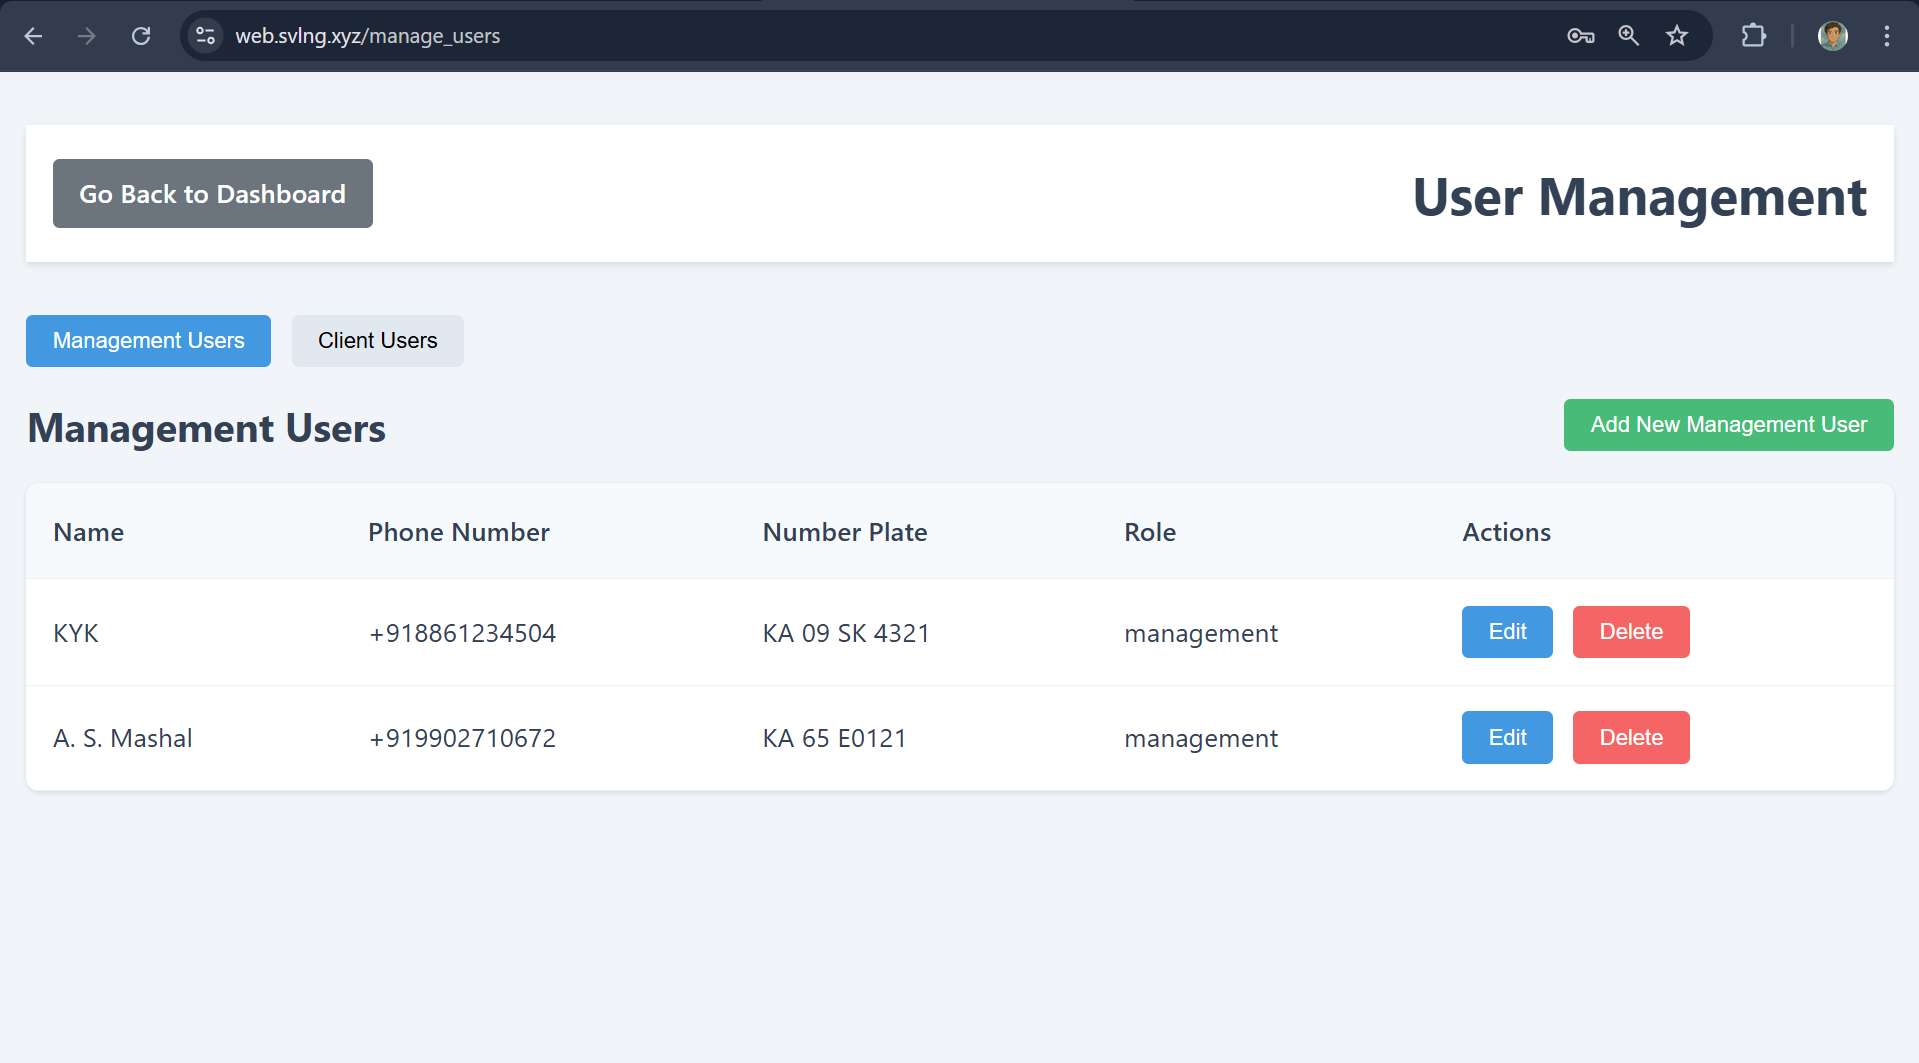 web.svlng.xyz/manage_users
Go Back to Dashboard
User Management
Management Users Client Users
Management Users
Add New Management User
Name Phone Number Number Plate Role Actions
KYK +918861234504 KA 09 SK 4321 management Edit Delete
A. S. Mashal +919902710672 KA 65 E0121 management Edit Delete